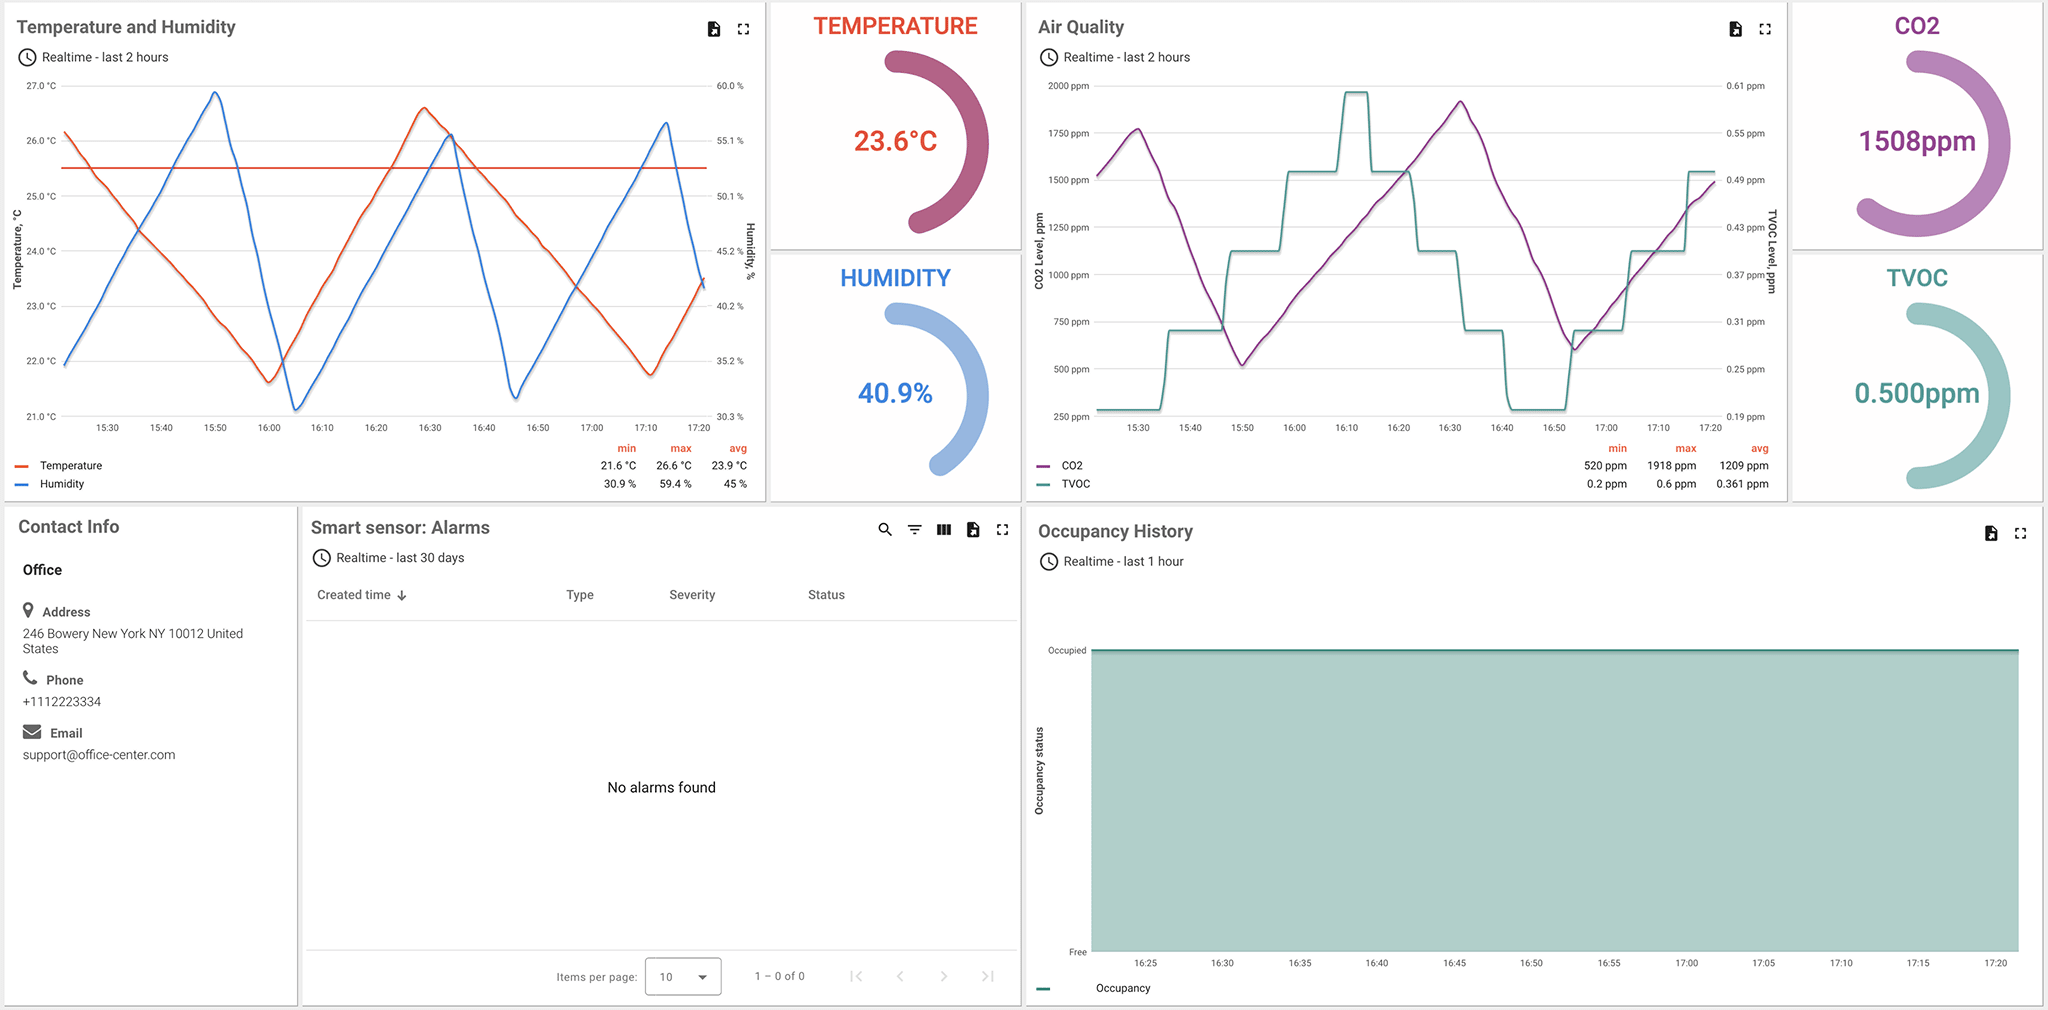 Temperature and Humidity
Realtime - last 2 hours
27.0 °C
26.0 °C
25.0 °C
24.0 °C
23.0 °C
22.0 °C
21.0 °C
Temperature, °C
60.0 %
55.1 %
50.1 %
45.2 %
40.2 %
35.2 %
30.3 %
Humidity, %
15:30 15:40 15:50 16:00 16:10 16:20 16:30 16:40 16:50 17:00 17:10 17:20
min max avg
Temperature 21.6 °C 26.6 °C 23.9 °C
Humidity 30.9 % 59.4 % 45 %
TEMPERATURE
23.6°C
HUMIDITY
40.9%
Air Quality
Realtime - last 2 hours
2000 ppm
1750 ppm
1500 ppm
1250 ppm
1000 ppm
750 ppm
500 ppm
250 ppm
CO2 Level, ppm
0.61 ppm
0.55 ppm
0.49 ppm
0.43 ppm
0.37 ppm
0.31 ppm
0.25 ppm
0.19 ppm
TVOC Level, ppm
15:30 15:40 15:50 16:00 16:10 16:20 16:30 16:40 16:50 17:00 17:10 17:20
min max avg
CO2 520 ppm 1918 ppm 1209 ppm
TVOC 0.2 ppm 0.6 ppm 0.361 ppm
CO2
1508ppm
TVOC
0.500ppm
Contact Info
Office
Address
246 Bowery New York NY 10012 United
States
Phone
+1112223334
Email
support@office-center.com
Smart sensor: Alarms
Realtime - last 30 days
Created time Type Severity Status
No alarms found
Items per page: 10 1 – 0 of 0
Occupancy History
Realtime - last 1 hour
Occupied
Free
Occupancy status
16:25 16:30 16:35 16:40 16:45 16:50 16:55 17:00 17:05 17:10 17:15 17:20
Occupancy